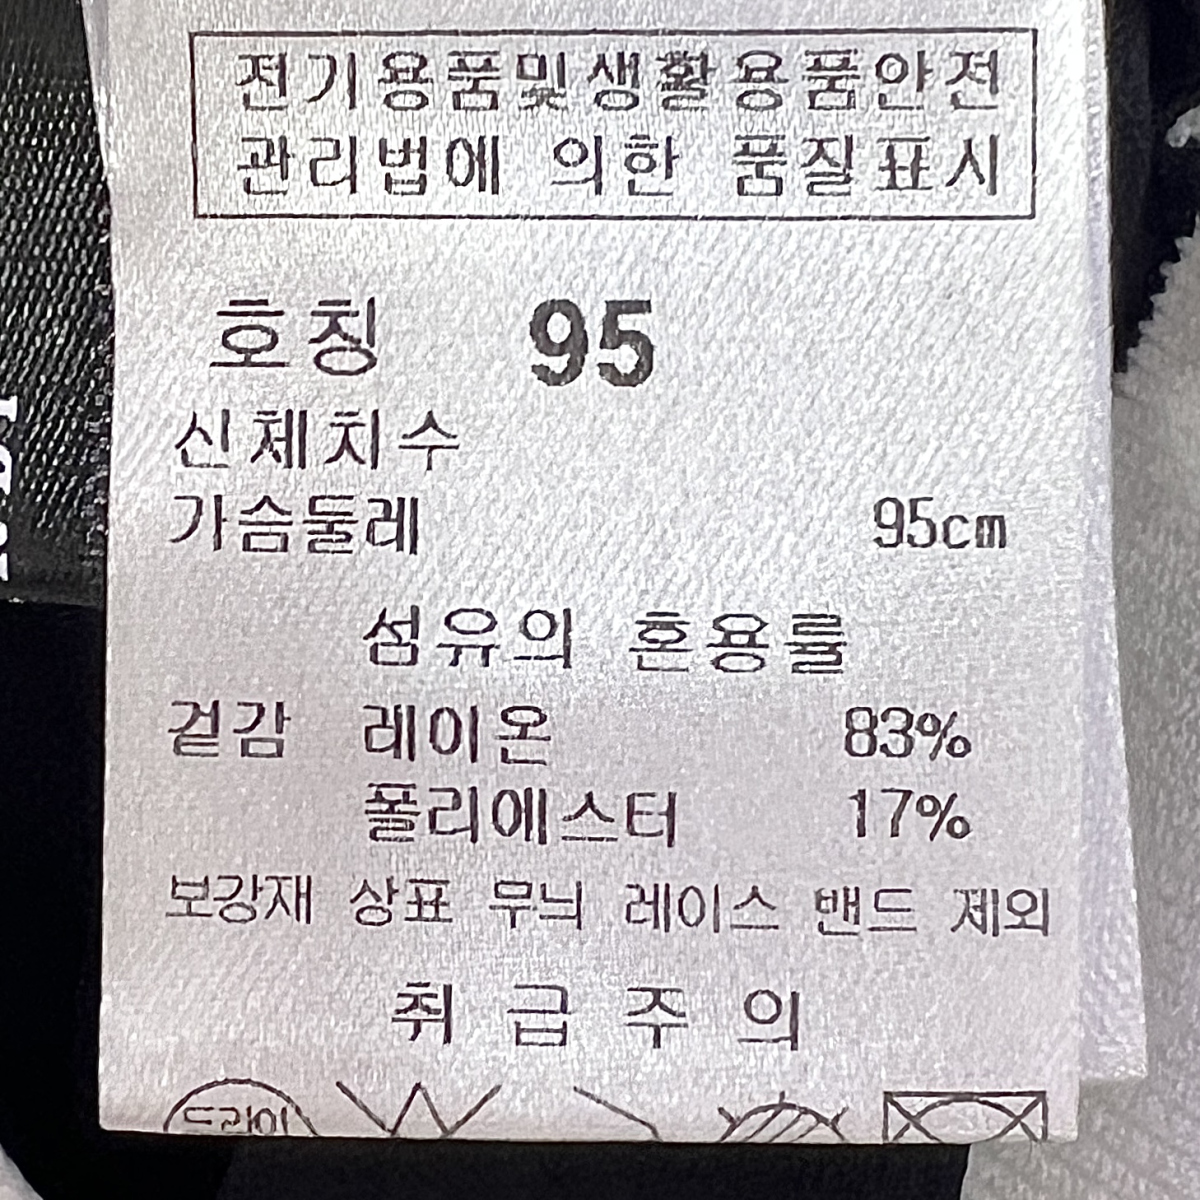 전기용품및생활용품안전
관리법에 의한 품질표시
호칭 95
신체치수
가슴둘레 95cm
섬유의 혼용률
겉감 레이온 83%
폴리에스터 17%
보강재 상표 무늬 레이스 밴드 제외
취급주의
드라이